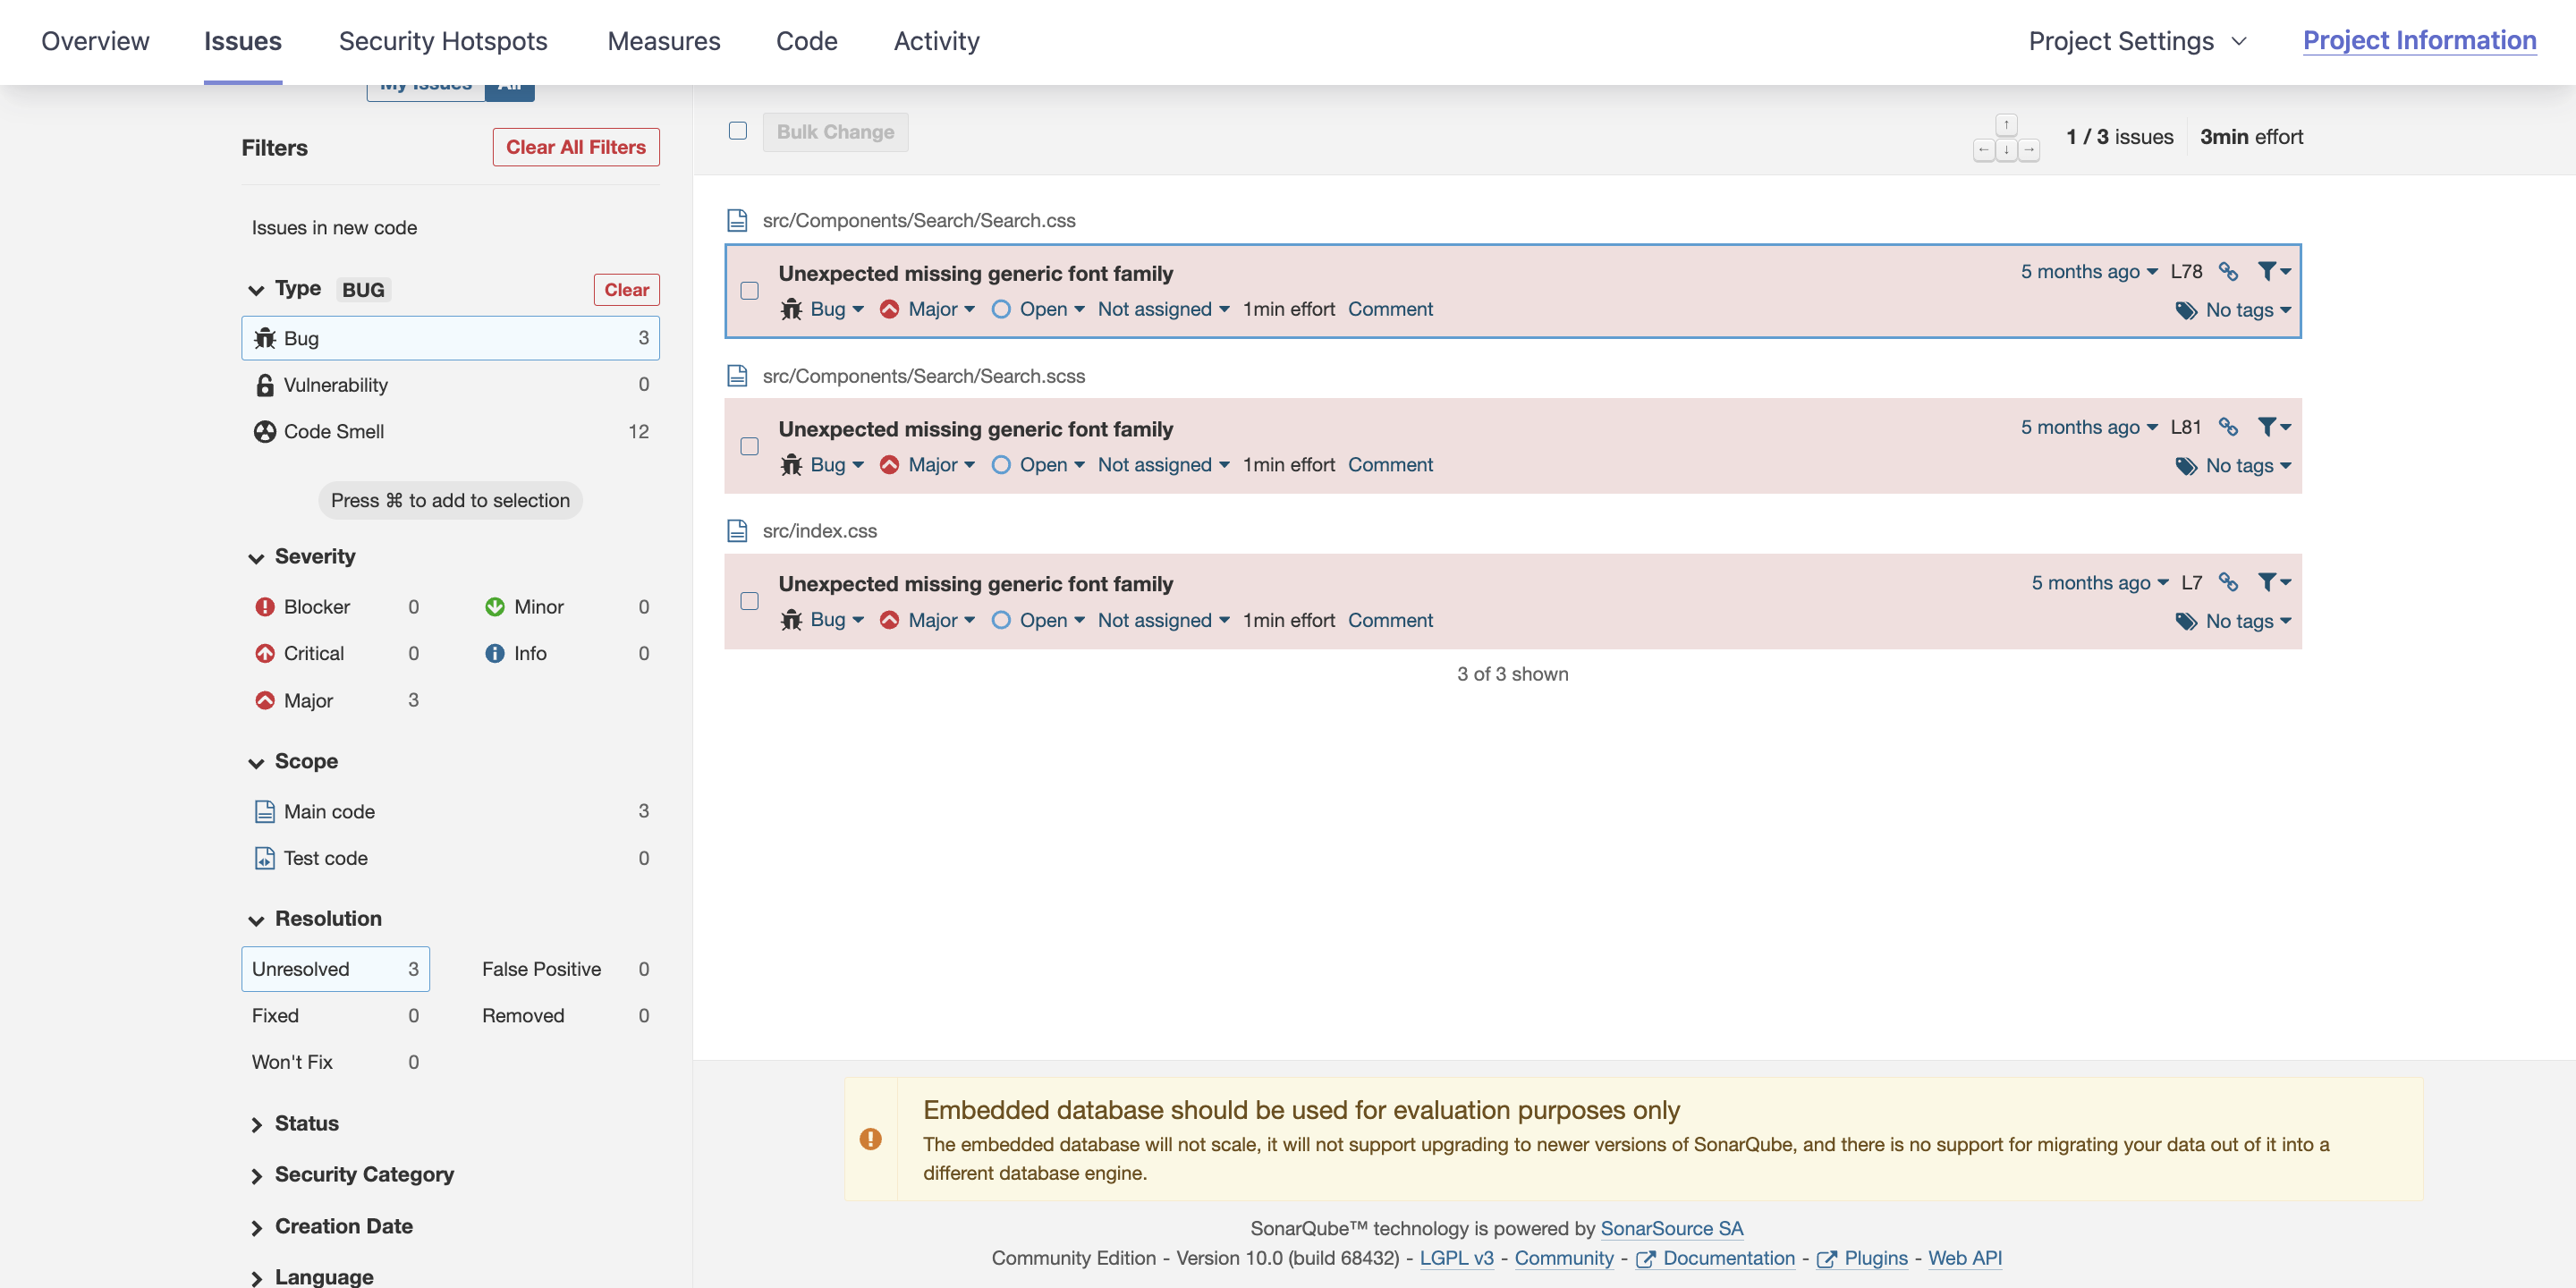 Overview Issues Security Hotspots Measures Code Activity Project Settings Project Information
My Issues All
Filters Clear All Filters
Issues in new code
Type BUG Clear
Bug 3
Vulnerability 0
Code Smell 12
Press ⌘ to add to selection
Severity
Blocker 0 Minor 0
Critical 0 Info 0
Major 3
Scope
Main code 3
Test code 0
Resolution
Unresolved 3 False Positive 0
Fixed 0 Removed 0
Won't Fix 0
Status
Security Category
Creation Date
Language
Bulk Change 1 / 3 issues 3min effort
src/Components/Search/Search.css
Unexpected missing generic font family 5 months ago L78
Bug Major Open Not assigned 1min effort Comment No tags
src/Components/Search/Search.scss
Unexpected missing generic font family 5 months ago L81
Bug Major Open Not assigned 1min effort Comment No tags
src/index.css
Unexpected missing generic font family 5 months ago L7
Bug Major Open Not assigned 1min effort Comment No tags
3 of 3 shown
Embedded database should be used for evaluation purposes only
The embedded database will not scale, it will not support upgrading to newer versions of SonarQube, and there is no support for migrating your data out of it into a
different database engine.
SonarQube™ technology is powered by SonarSource SA
Community Edition - Version 10.0 (build 68432) - LGPL v3 - Community - Documentation - Plugins - Web API